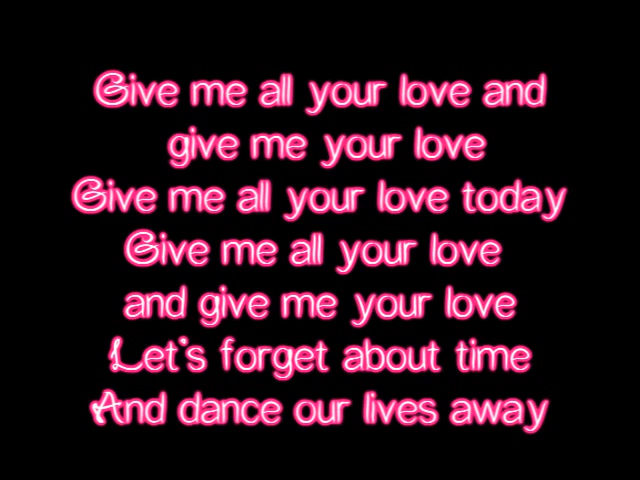 Give me all your love and
give me your love
Give me all your love today
Give me all your love
and give me your love
Let's forget about time
And dance our lives away